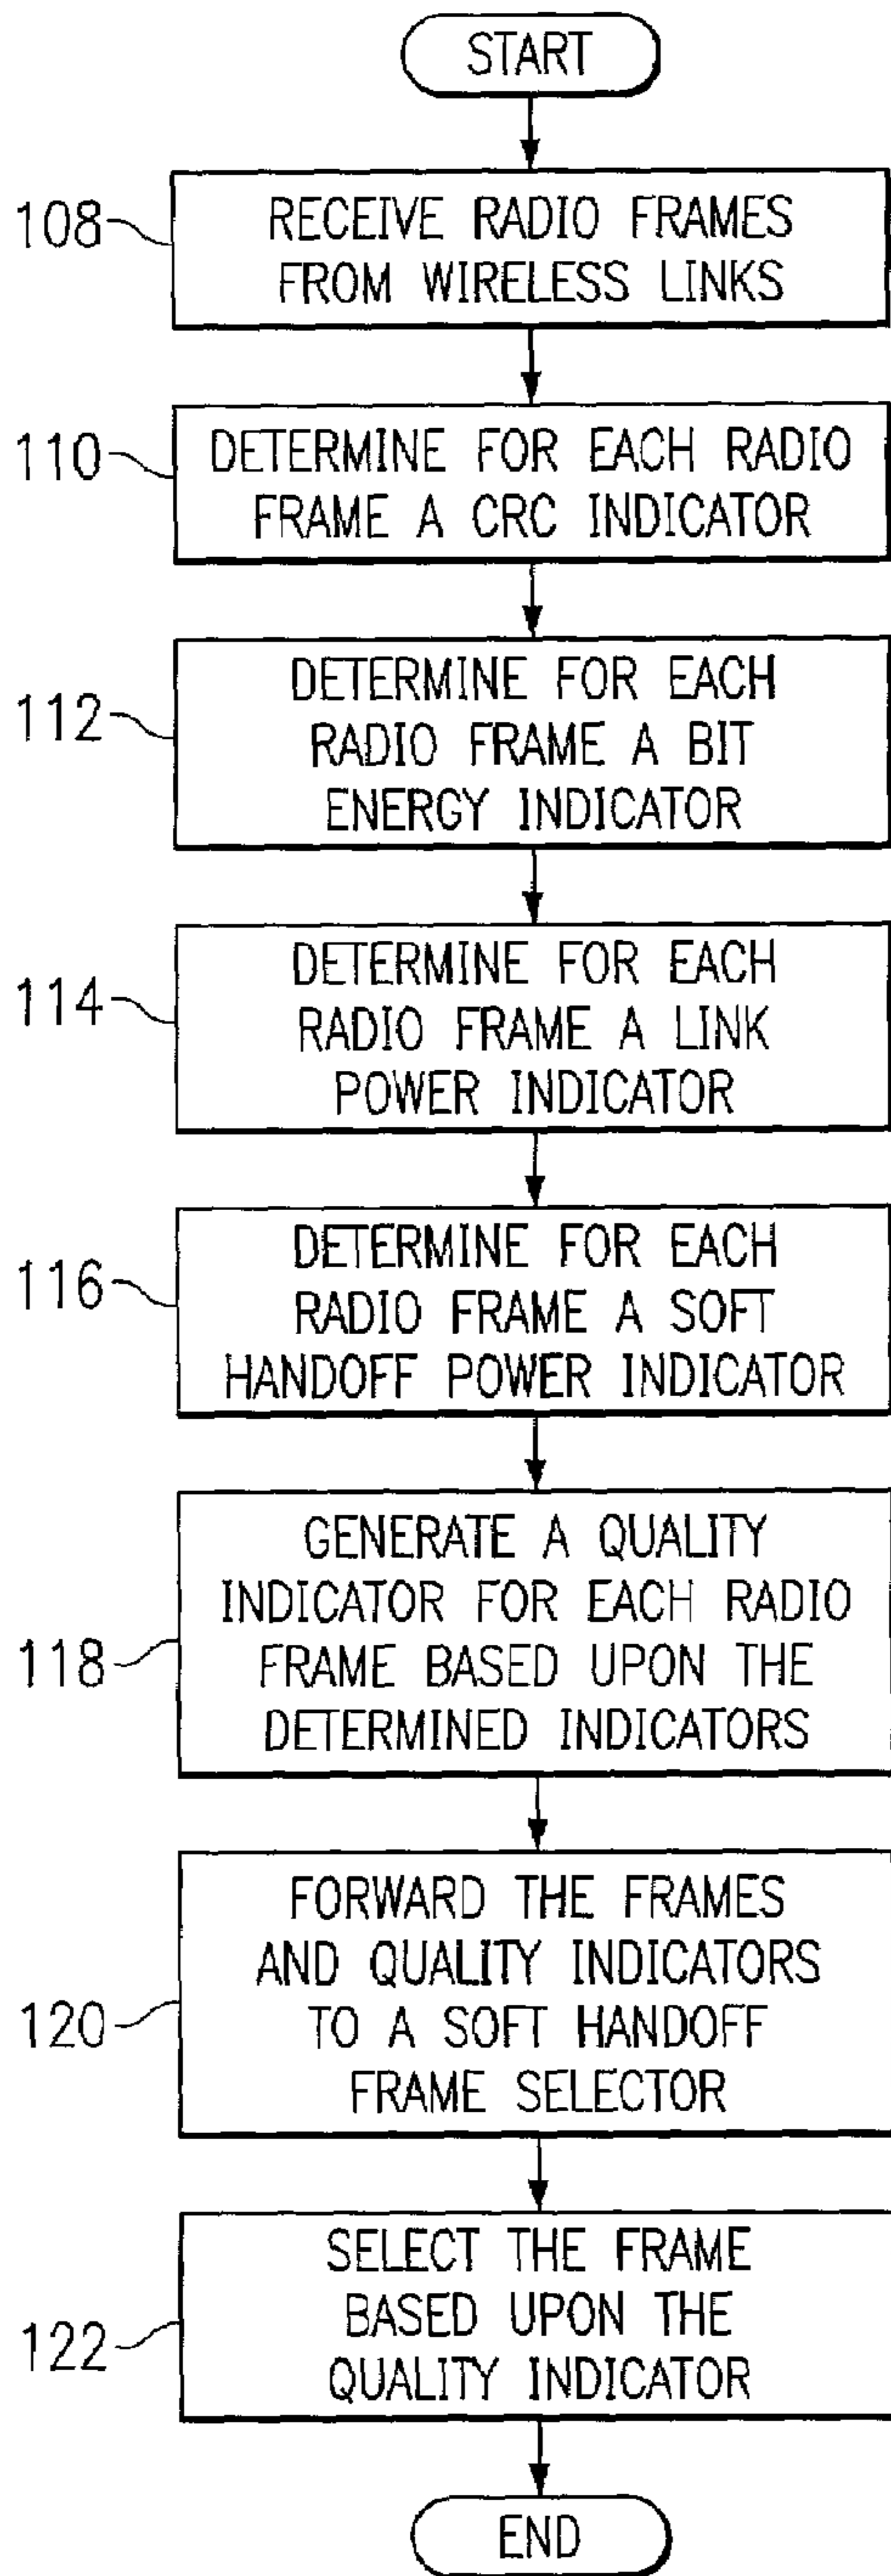 START
108
RECEIVE RADIO FRAMES
FROM WIRELESS LINKS
110
DETERMINE FOR EACH RADIO
FRAME A CRC INDICATOR
112
DETERMINE FOR EACH
RADIO FRAME A BIT
ENERGY INDICATOR
114
DETERMINE FOR EACH
RADIO FRAME A LINK
POWER INDICATOR
116
DETERMINE FOR EACH
RADIO FRAME A SOFT
HANDOFF POWER INDICATOR
118
GENERATE A QUALITY
INDICATOR FOR EACH RADIO
FRAME BASED UPON THE
DETERMINED INDICATORS
120
FORWARD THE FRAMES
AND QUALITY INDICATORS
TO A SOFT HANDOFF
FRAME SELECTOR
122
SELECT THE FRAME
BASED UPON THE
QUALITY INDICATOR
END